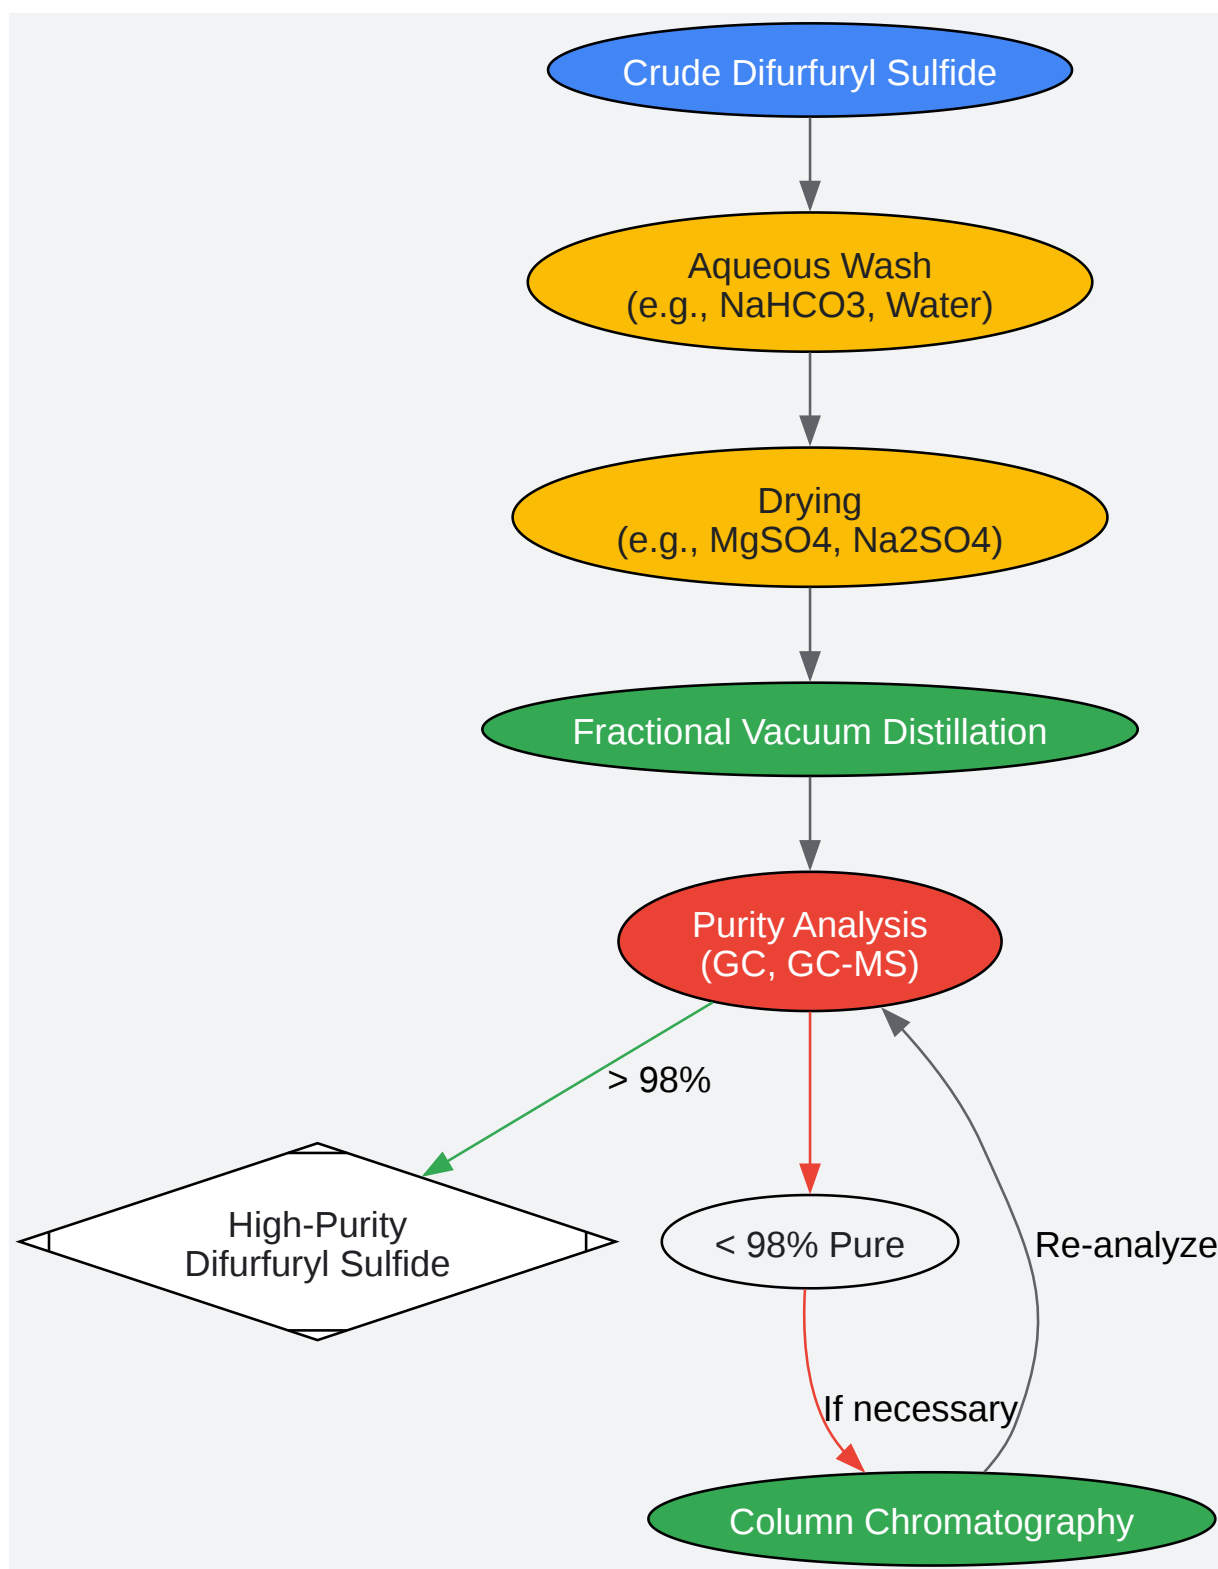 Crude Difurfuryl Sulfide
Aqueous Wash
(e.g., NaHCO3, Water)
Drying
(e.g., MgSO4, Na2SO4)
Fractional Vacuum Distillation
Purity Analysis
(GC, GC-MS)
> 98%
High-Purity
Difurfuryl Sulfide
< 98% Pure
Re-analyze
If necessary
Column Chromatography